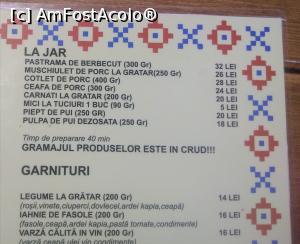 [c] AmFostAcolo®
LA JAR
PASTRAMA DE BERBECUT (300 Gr) 32 LEI
MUSCHIULET DE PORC LA GRATAR(250 Gr) 26 LEI
COTLET DE PORC (400 Gr) 28 LEI
CEAFA DE PORC (300 Gr) 24 LEI
CARNATI LA GRATAR (200 Gr) 20 LEI
MICI LA TUCIURI 1 BUC (90 Gr) 5 LEI
PIEPT DE PUI (250 Gr) 20 LEI
PULPA DE PUI DEZOSATA (250 Gr) 18 LEI
Timp de preparare 40 min
GRAMAJUL PRODUSELOR ESTE IN CRUD!!!
GARNITURI
LEGUME LA GRĂTAR (200 Gr) 14 LEI
(roșii,vinete,ciuperci,dovlecel,ardei kapia,ceapă)
IAHNIE DE FASOLE (200 Gr) 16 LEI
(fasole,ceapă,ardei kapia,pastă tomate,condimente)
VARZĂ CĂLITĂ IN VIN (200 Gr) 16 LEI